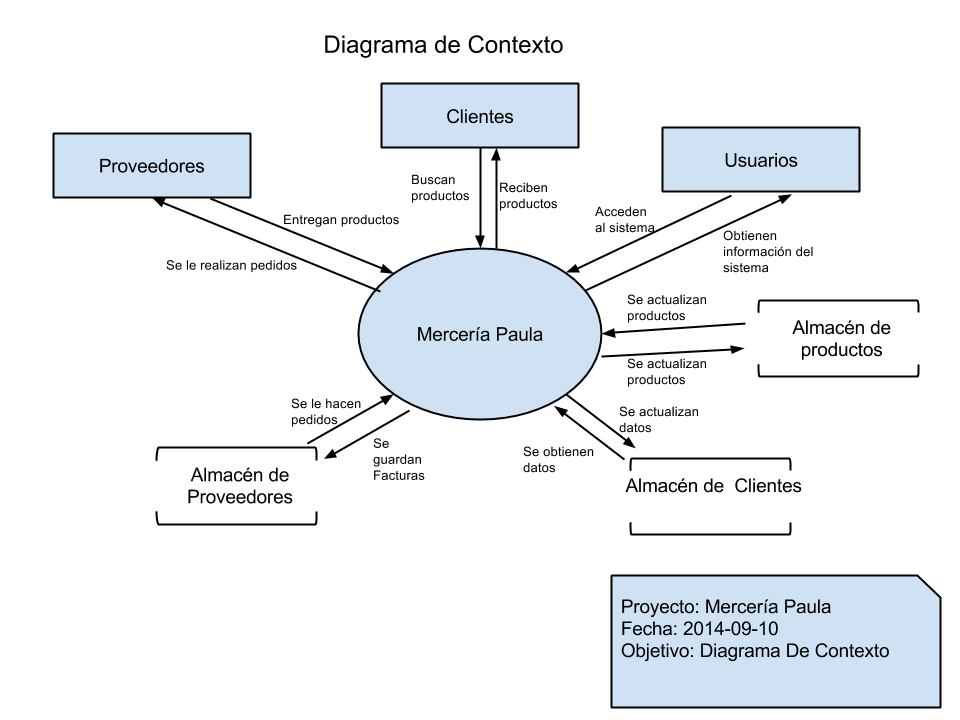 Diagrama de Contexto
Clientes
Proveedores
Usuarios
Buscan
productos
Reciben
productos
Entregan productos
Acceden
al sistema
Se le realizan pedidos
Obtienen
información del
sistema
Mercería Paula
Se actualizan
productos
Almacén de
productos
Se actualizan
productos
Se le hacen
pedidos
Se actualizan
datos
Se
guardan
Facturas
Se obtienen
datos
Almacén de
Proveedores
Almacén de  Clientes
Proyecto: Mercería Paula
Fecha: 2014-09-10
Objetivo: Diagrama De Contexto